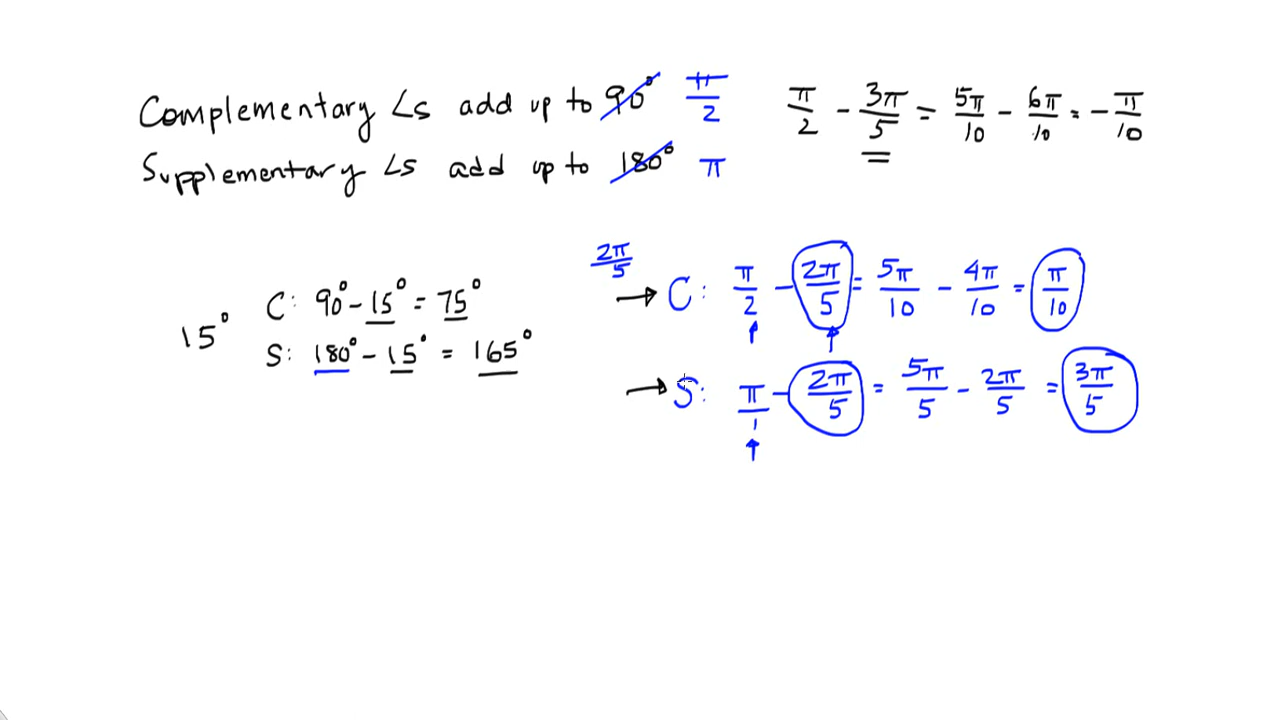 Complementary ∠s add up to 90° π/2
Supplementary ∠s add up to 180° π
π/2 - 3π/5 = 5π/10 - 6π/10 = -π/10
15°
C: 90° - 15° = 75°
S: 180° - 15° = 165°
2π/5
→ C: π/2 - 2π/5 = 5π/10 - 4π/10 = π/10
→ S: π/1 - 2π/5 = 5π/5 - 2π/5 = 3π/5